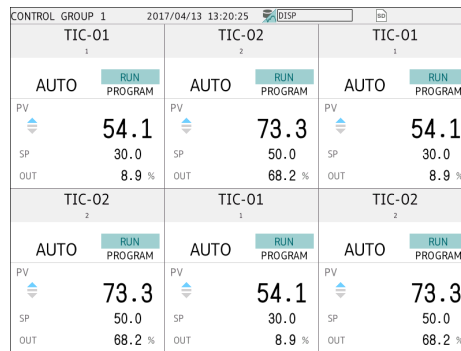 CONTROL GROUP 1 2017/04/13 13:20:25 DISP SD
TIC-01 TIC-02 TIC-01
1 2 1
AUTO RUN AUTO RUN AUTO RUN
PROGRAM PROGRAM PROGRAM
PV PV PV
54.1 73.3 54.1
SP 30.0 SP 50.0 SP 30.0
OUT 8.9 % OUT 68.2 % OUT 8.9 %
TIC-02 TIC-01 TIC-02
2 1 2
AUTO RUN AUTO RUN AUTO RUN
PROGRAM PROGRAM PROGRAM
PV PV PV
73.3 54.1 73.3
SP 50.0 SP 30.0 SP 50.0
OUT 68.2 % OUT 8.9 % OUT 68.2 %